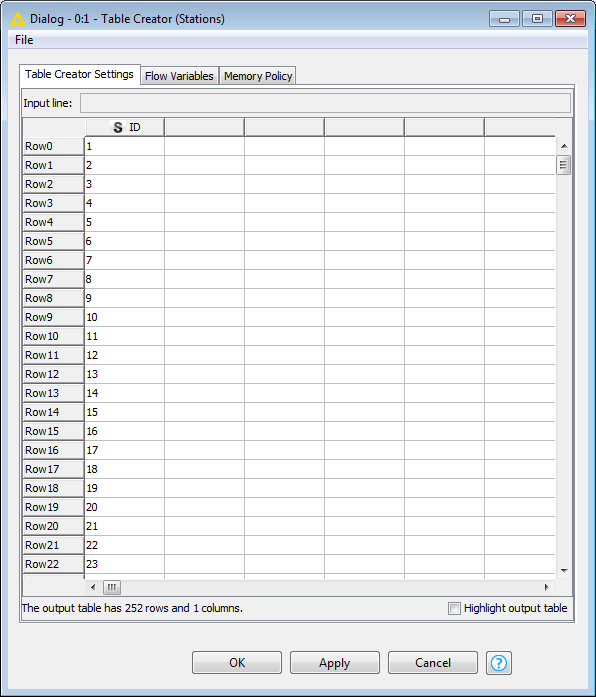 Dialog - 0:1 - Table Creator (Stations)
File
Table Creator Settings Flow Variables Memory Policy
Input line:
S ID
Row0 1
Row1 2
Row2 3
Row3 4
Row4 5
Row5 6
Row6 7
Row7 8
Row8 9
Row9 10
Row10 11
Row11 12
Row12 13
Row13 14
Row14 15
Row15 16
Row16 17
Row17 18
Row18 19
Row19 20
Row20 21
Row21 22
Row22 23
The output table has 252 rows and 1 columns. Highlight output table
OK Apply Cancel ?